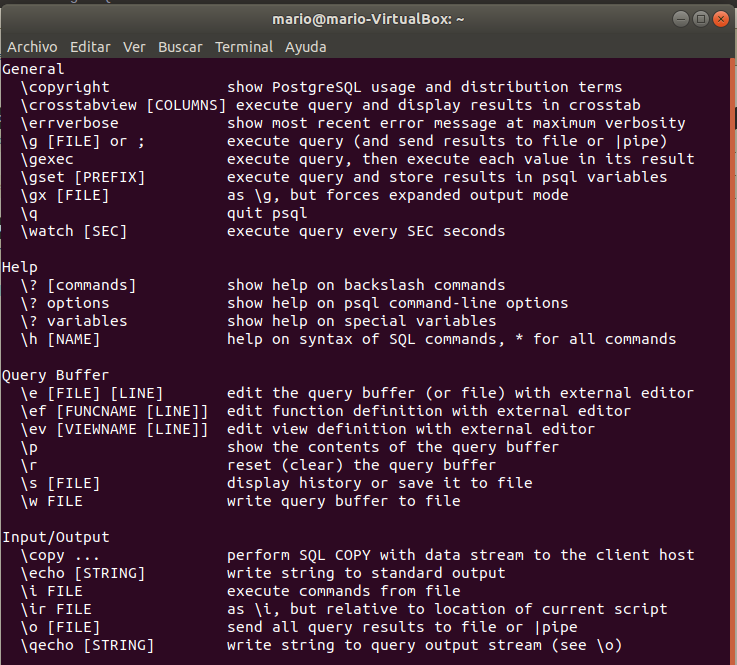 mario@mario-VirtualBox: ~
Archivo Editar Ver Buscar Terminal Ayuda
General
  \copyright             show PostgreSQL usage and distribution terms
  \crosstabview [COLUMNS] execute query and display results in crosstab
  \errverbose            show most recent error message at maximum verbosity
  \g [FILE] or ;         execute query (and send results to file or |pipe)
  \gexec                 execute query, then execute each value in its result
  \gset [PREFIX]         execute query and store results in psql variables
  \gx [FILE]             as \g, but forces expanded output mode
  \q                     quit psql
  \watch [SEC]           execute query every SEC seconds

Help
  \? [commands]          show help on backslash commands
  \? options             show help on psql command-line options
  \? variables           show help on special variables
  \h [NAME]              help on syntax of SQL commands, * for all commands

Query Buffer
  \e [FILE] [LINE]       edit the query buffer (or file) with external editor
  \ef [FUNCNAME [LINE]]  edit function definition with external editor
  \ev [VIEWNAME [LINE]]  edit view definition with external editor
  \p                     show the contents of the query buffer
  \r                     reset (clear) the query buffer
  \s [FILE]              display history or save it to file
  \w FILE                write query buffer to file

Input/Output
  \copy ...              perform SQL COPY with data stream to the client host
  \echo [STRING]         write string to standard output
  \i FILE                execute commands from file
  \ir FILE               as \i, but relative to location of current script
  \o [FILE]              send all query results to file or |pipe
  \qecho [STRING]        write string to query output stream (see \o)